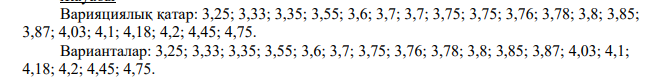 Варияциялық қатар: 3,25; 3,33; 3,35; 3,55; 3,6; 3,7; 3,7; 3,75; 3,75; 3,76; 3,78; 3,8; 3,85;
3,87; 4,03; 4,1; 4,18; 4,2; 4,45; 4,75.
Варианталар: 3,25; 3,33; 3,35; 3,55; 3,6; 3,7; 3,75; 3,76; 3,78; 3,8; 3,85; 3,87; 4,03; 4,1;
4,18; 4,2; 4,45; 4,75.